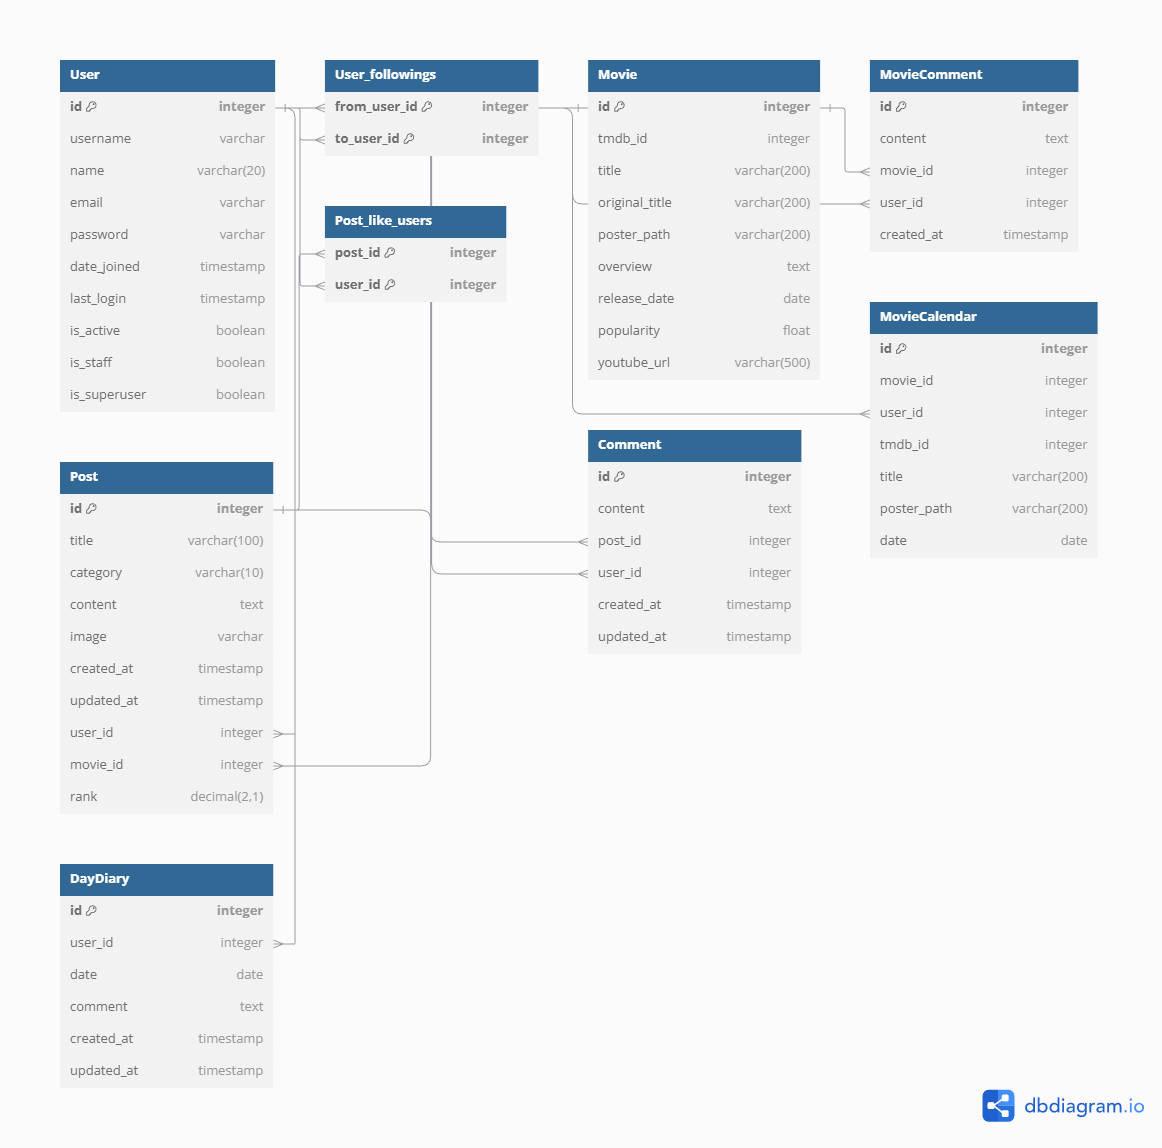 User
id integer
username varchar
name varchar(20)
email varchar
password varchar
date_joined timestamp
last_login timestamp
is_active boolean
is_staff boolean
is_superuser boolean
User_followings
from_user_id integer
to_user_id integer
Post_like_users
post_id integer
user_id integer
Movie
id integer
tmdb_id integer
title varchar(200)
original_title varchar(200)
poster_path varchar(200)
overview text
release_date date
popularity float
youtube_url varchar(500)
MovieComment
id integer
content text
movie_id integer
user_id integer
created_at timestamp
MovieCalendar
id integer
movie_id integer
user_id integer
tmdb_id integer
title varchar(200)
poster_path varchar(200)
date date
Post
id integer
title varchar(100)
category varchar(10)
content text
image varchar
created_at timestamp
updated_at timestamp
user_id integer
movie_id integer
rank decimal(2,1)
Comment
id integer
content text
post_id integer
user_id integer
created_at timestamp
updated_at timestamp
DayDiary
id integer
user_id integer
date date
comment text
created_at timestamp
updated_at timestamp
dbdiagram.io